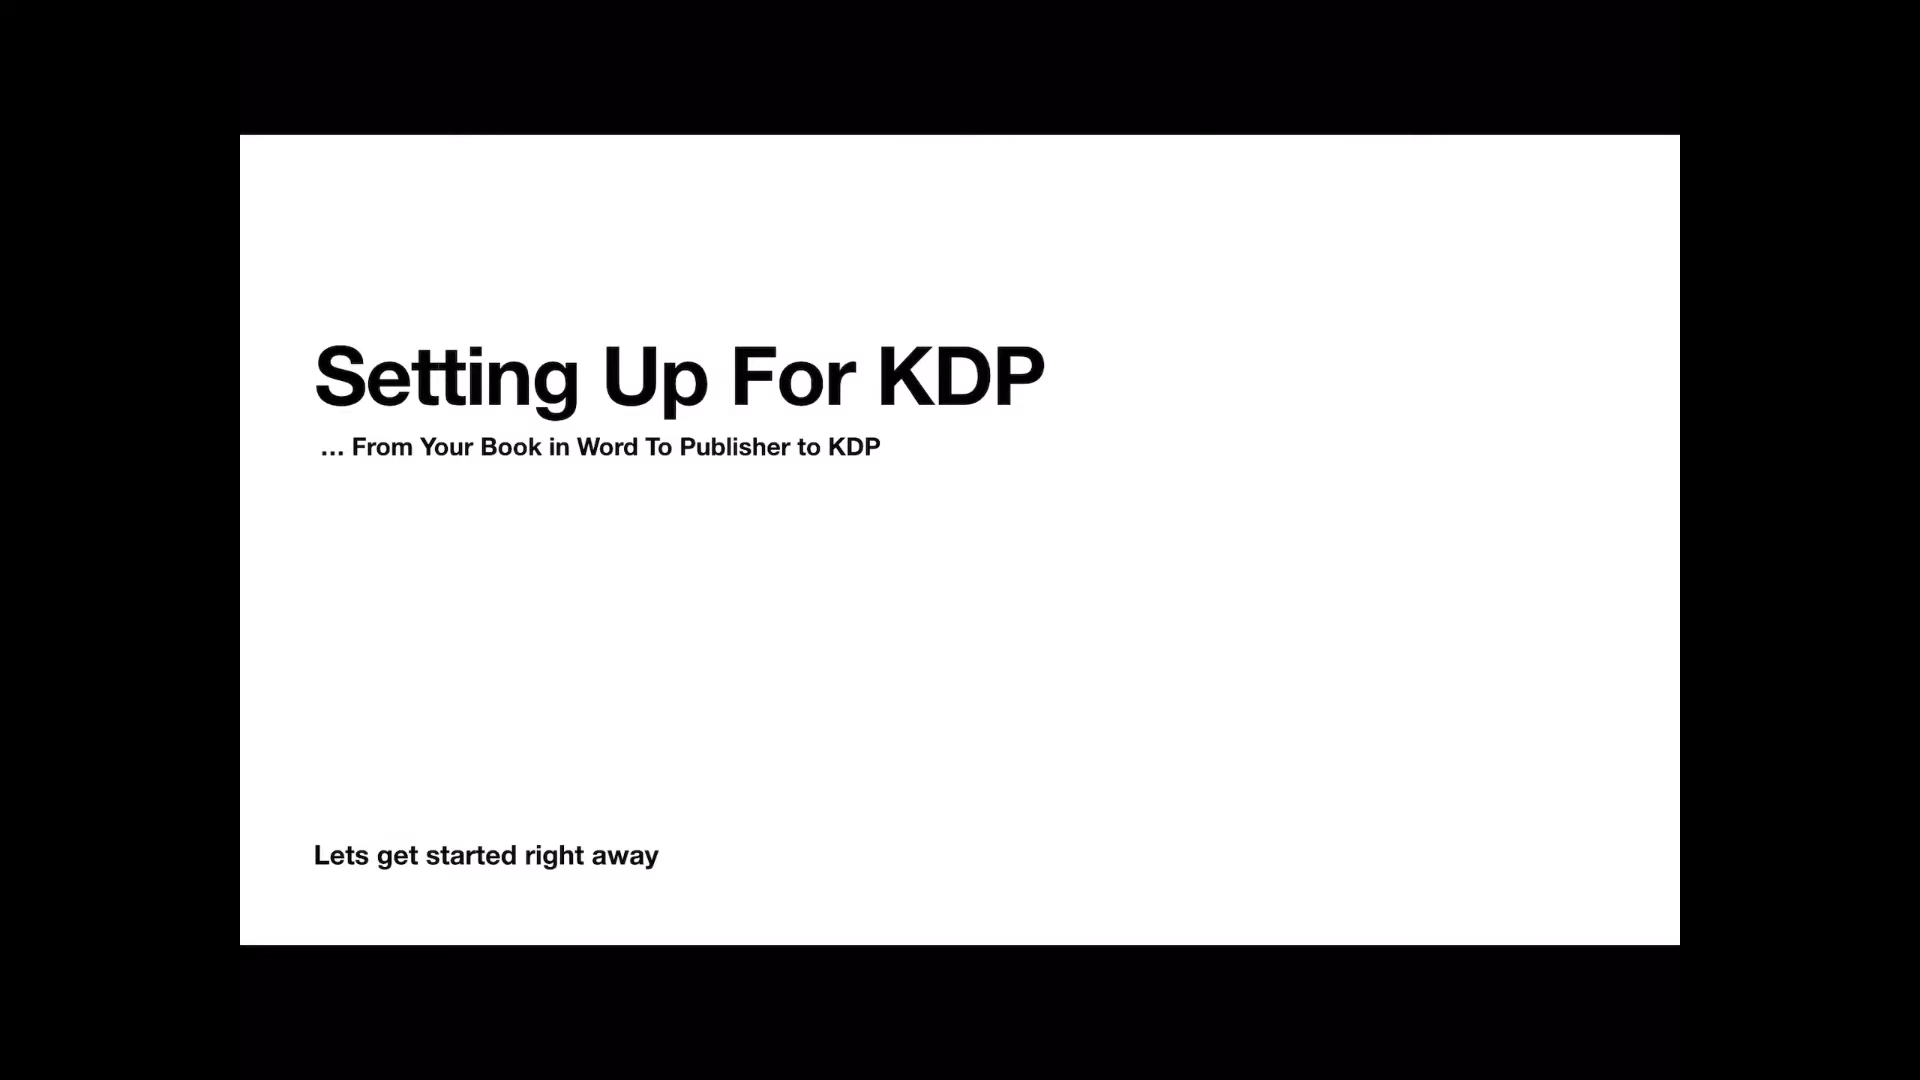 Setting Up For KDP
... From Your Book in Word To Publisher to KDP
Lets get started right away